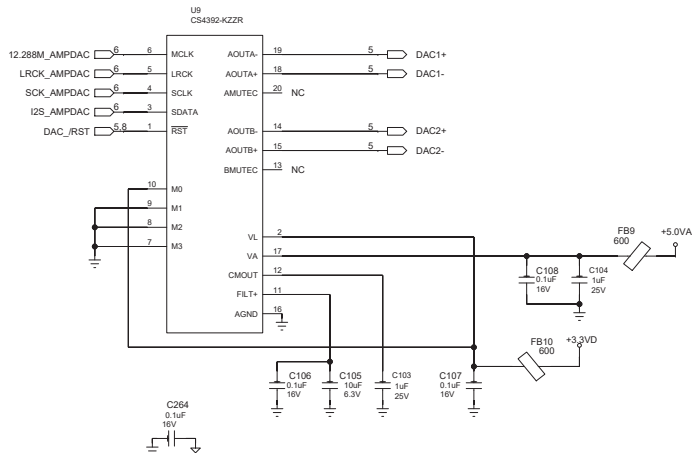 U9
CS4392-KZZR
12.288M_AMPDAC 6 6 MCLK AOUTA- 19 5 DAC1+
LRCK_AMPDAC 6 5 LRCK AOUTA+ 18 5 DAC1-
SCK_AMPDAC 6 4 SCLK AMUTEC 20 NC
I2S_AMPDAC 6 3 SDATA
DAC_/RST 5,8 1 RST AOUTB- 14 5 DAC2+
AOUTB+ 15 5 DAC2-
BMUTEC 13 NC
10 M0
9 M1
8 M2
7 M3
VL 2
VA 17
CMOUT 12
FILT+ 11
AGND 16
FB9
600
+5.0VA
C108
0.1uF
16V
C104
1uF
25V
FB10
600
+3.3VD
C106
0.1uF
16V
C105
10uF
6.3V
C103
1uF
25V
C107
0.1uF
16V
C264
0.1uF
16V